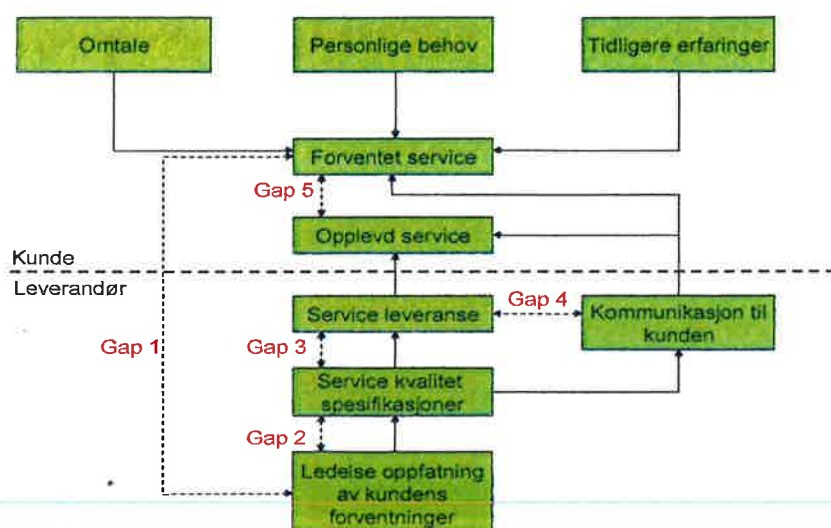 Omtale
Personlige behov
Tidligere erfaringer
Forventet service
Gap 5
Opplevd service
Kunde
Leverandør
Gap 4
Service leveranse
Kommunikasjon til
kunden
Gap 1
Gap 3
Service kvalitet
spesifikasjoner
Gap 2
Ledelse oppfatning
av kundens
forventninger